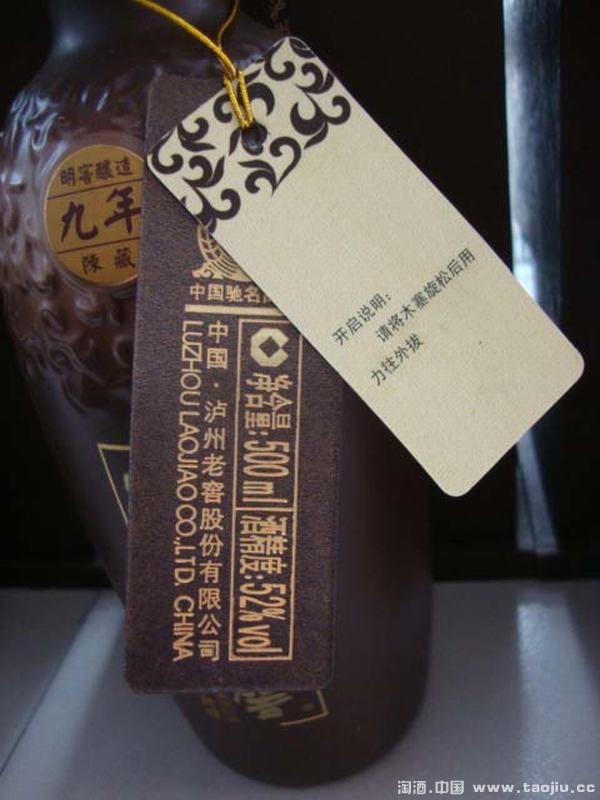 明窖釀造
九年
陳藏
中国驰名
净含量:500ml
酒精度:52%vol
中国·泸州老窖股份有限公司
LUZHOU LAOJIAO CO.,LTD. CHINA
开启说明:
请将木塞旋松后用
力往外拔
淘酒.中国 www.taojiu.cc